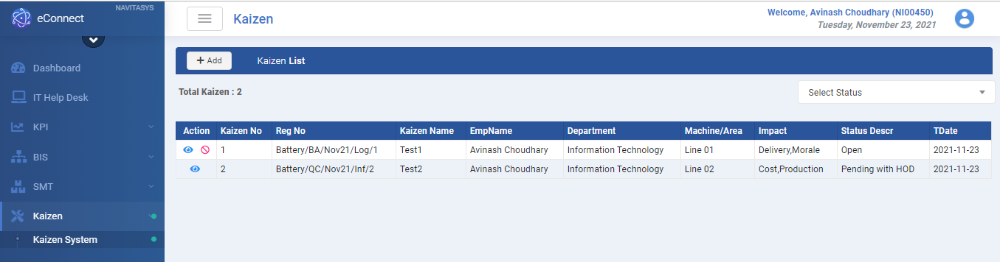 NAVITASYS
eConnect
Kaizen
Welcome, Avinash Choudhary (NI00450)
Tuesday, November 23, 2021
Dashboard
IT Help Desk
KPI
BIS
SMT
Kaizen
Kaizen System
+ Add Kaizen List
Total Kaizen : 2
Select Status
Action Kaizen No Reg No Kaizen Name EmpName Department Machine/Area Impact Status Descr TDate
1 Battery/BA/Nov21/Log/1 Test1 Avinash Choudhary Information Technology Line 01 Delivery,Morale Open 2021-11-23
2 Battery/QC/Nov21/Inf/2 Test2 Avinash Choudhary Information Technology Line 02 Cost,Production Pending with HOD 2021-11-23